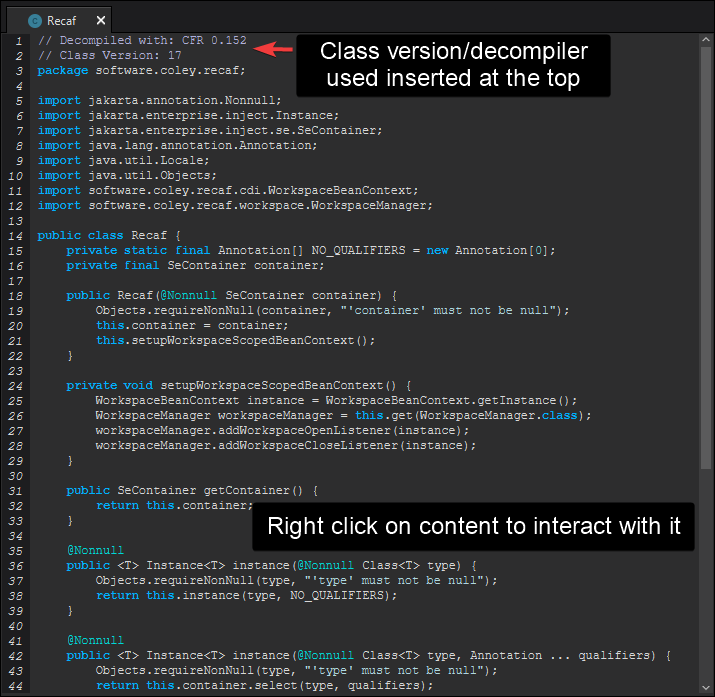 Recaf
1 // Decompiled with: CFR 0.152
2 // Class Version: 17
3 package software.coley.recaf;
4
5 import jakarta.annotation.Nonnull;
6 import jakarta.enterprise.inject.Instance;
7 import jakarta.enterprise.inject.se.SeContainer;
8 import java.lang.annotation.Annotation;
9 import java.util.Locale;
10 import java.util.Objects;
11 import software.coley.recaf.cdi.WorkspaceBeanContext;
12 import software.coley.recaf.workspace.WorkspaceManager;
13
14 public class Recaf {
15     private static final Annotation[] NO_QUALIFIERS = new Annotation[0];
16     private final SeContainer container;
17
18     public Recaf(@Nonnull SeContainer container) {
19         Objects.requireNonNull(container, "'container' must not be null");
20         this.container = container;
21         this.setupWorkspaceScopedBeanContext();
22     }
23
24     private void setupWorkspaceScopedBeanContext() {
25         WorkspaceBeanContext instance = WorkspaceBeanContext.getInstance();
26         WorkspaceManager workspaceManager = this.get(WorkspaceManager.class);
27         workspaceManager.addWorkspaceOpenListener(instance);
28         workspaceManager.addWorkspaceCloseListener(instance);
29     }
30
31     public SeContainer getContainer() {
32         return this.container;
33     }
34
35     @Nonnull
36     public <T> Instance<T> instance(@Nonnull Class<T> type) {
37         Objects.requireNonNull(type, "'type' must not be null");
38         return this.instance(type, NO_QUALIFIERS);
39     }
40
41     @Nonnull
42     public <T> Instance<T> instance(@Nonnull Class<T> type, Annotation ... qualifiers) {
43         Objects.requireNonNull(type, "'type' must not be null");
44         return this.container.select(type, qualifiers);
Class version/decompiler
used inserted at the top
Right click on content to interact with it